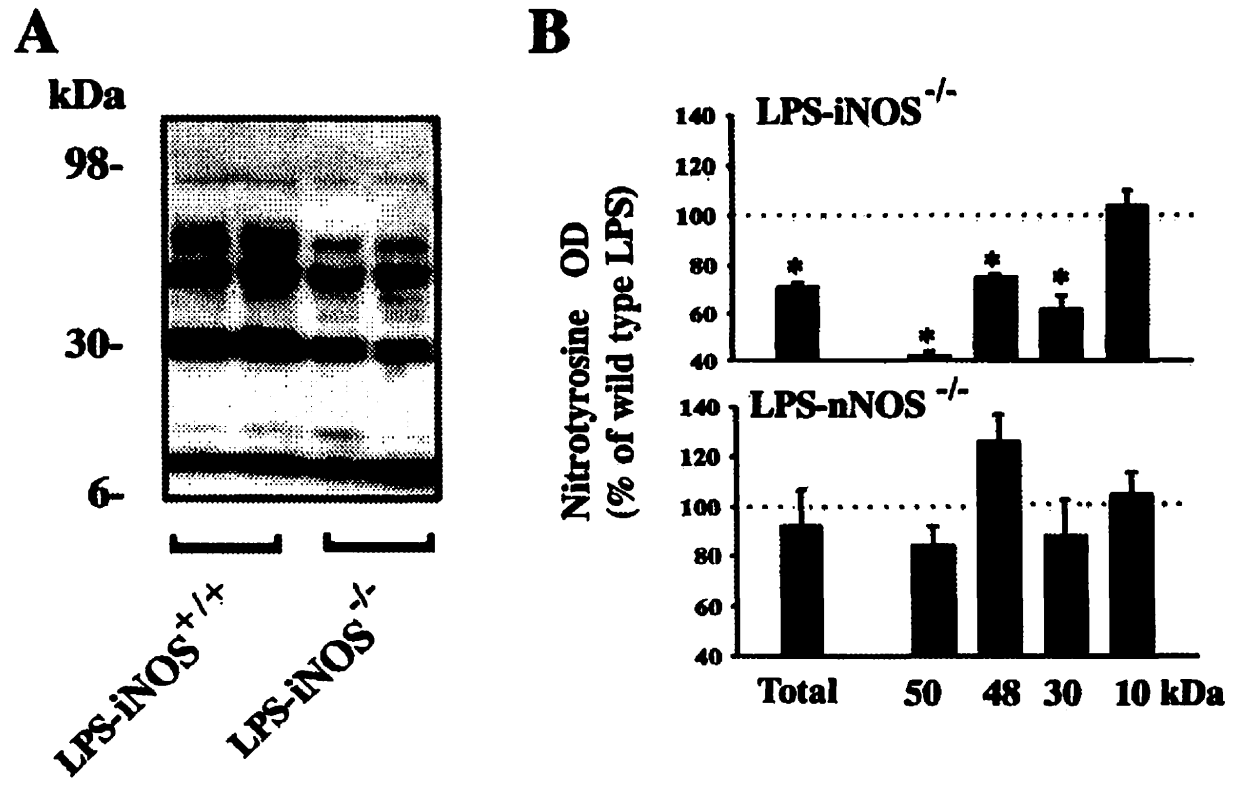 A
kDa
98-
30-
6-
LPS-iNOS+/+
LPS-iNOS-/-
B
Nitrotyrosine OD
(% of wild type LPS)
LPS-iNOS-/-
140
120
100
80
60
40
*
*
*
*
LPS-nNOS-/-
140
120
100
80
60
40
Total 50 48 30 10 kDa